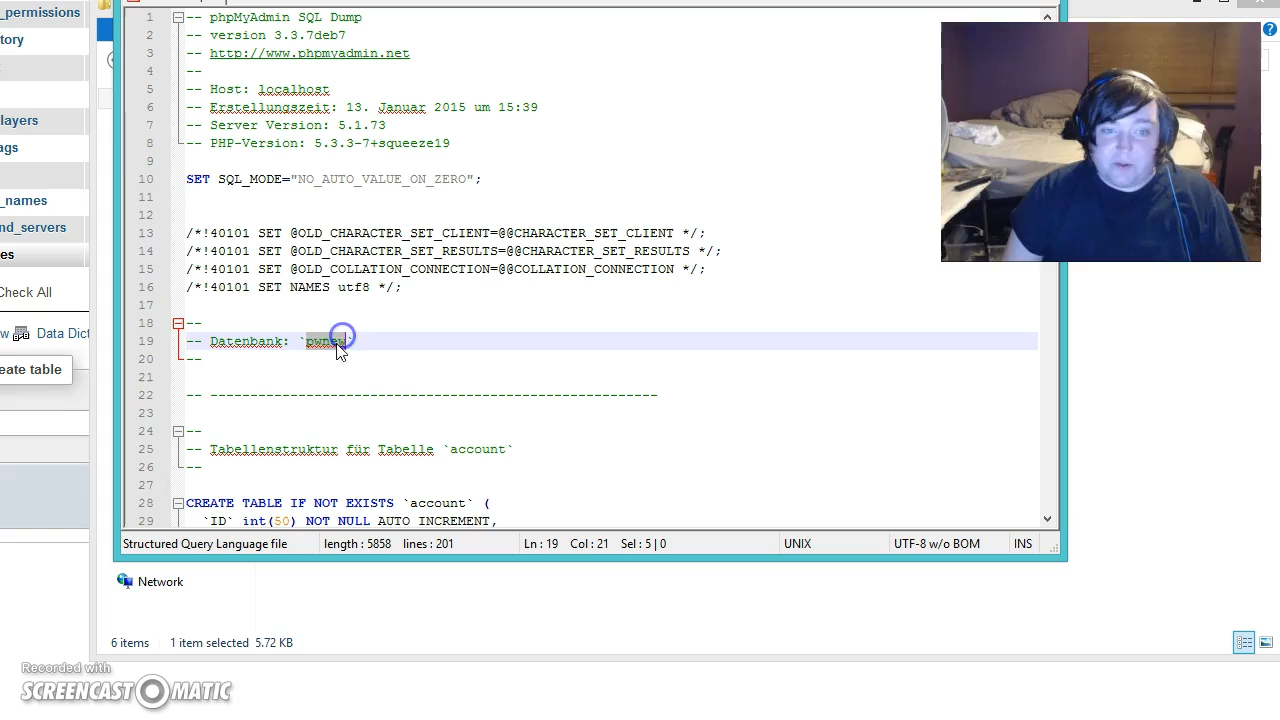 _permissions
tory
layers
ags
_names
nd_servers
es
Check All
w Data Dict
eate table
1 -- phpMyAdmin SQL Dump
2 -- version 3.3.7deb7
3 -- http://www.phpmyadmin.net
4 --
5 -- Host: localhost
6 -- Erstellungszeit: 13. Januar 2015 um 15:39
7 -- Server Version: 5.1.73
8 -- PHP-Version: 5.3.3-7+squeeze19
9
10 SET SQL_MODE="NO_AUTO_VALUE_ON_ZERO";
11
12
13 /*!40101 SET @OLD_CHARACTER_SET_CLIENT=@@CHARACTER_SET_CLIENT */;
14 /*!40101 SET @OLD_CHARACTER_SET_RESULTS=@@CHARACTER_SET_RESULTS */;
15 /*!40101 SET @OLD_COLLATION_CONNECTION=@@COLLATION_CONNECTION */;
16 /*!40101 SET NAMES utf8 */;
17
18 --
19 -- Datenbank: `pwnew`
20 --
21
22 -- --------------------------------------------------------
23
24 --
25 -- Tabellenstruktur für Tabelle `account`
26 --
27
28 CREATE TABLE IF NOT EXISTS `account` (
29 `ID` int(50) NOT NULL AUTO_INCREMENT,
Structured Query Language file length : 5858 lines : 201 Ln : 19 Col : 21 Sel : 5 | 0 UNIX UTF-8 w/o BOM INS
Network
6 items 1 item selected 5.72 KB
Recorded with
SCREENCAST-O-MATIC